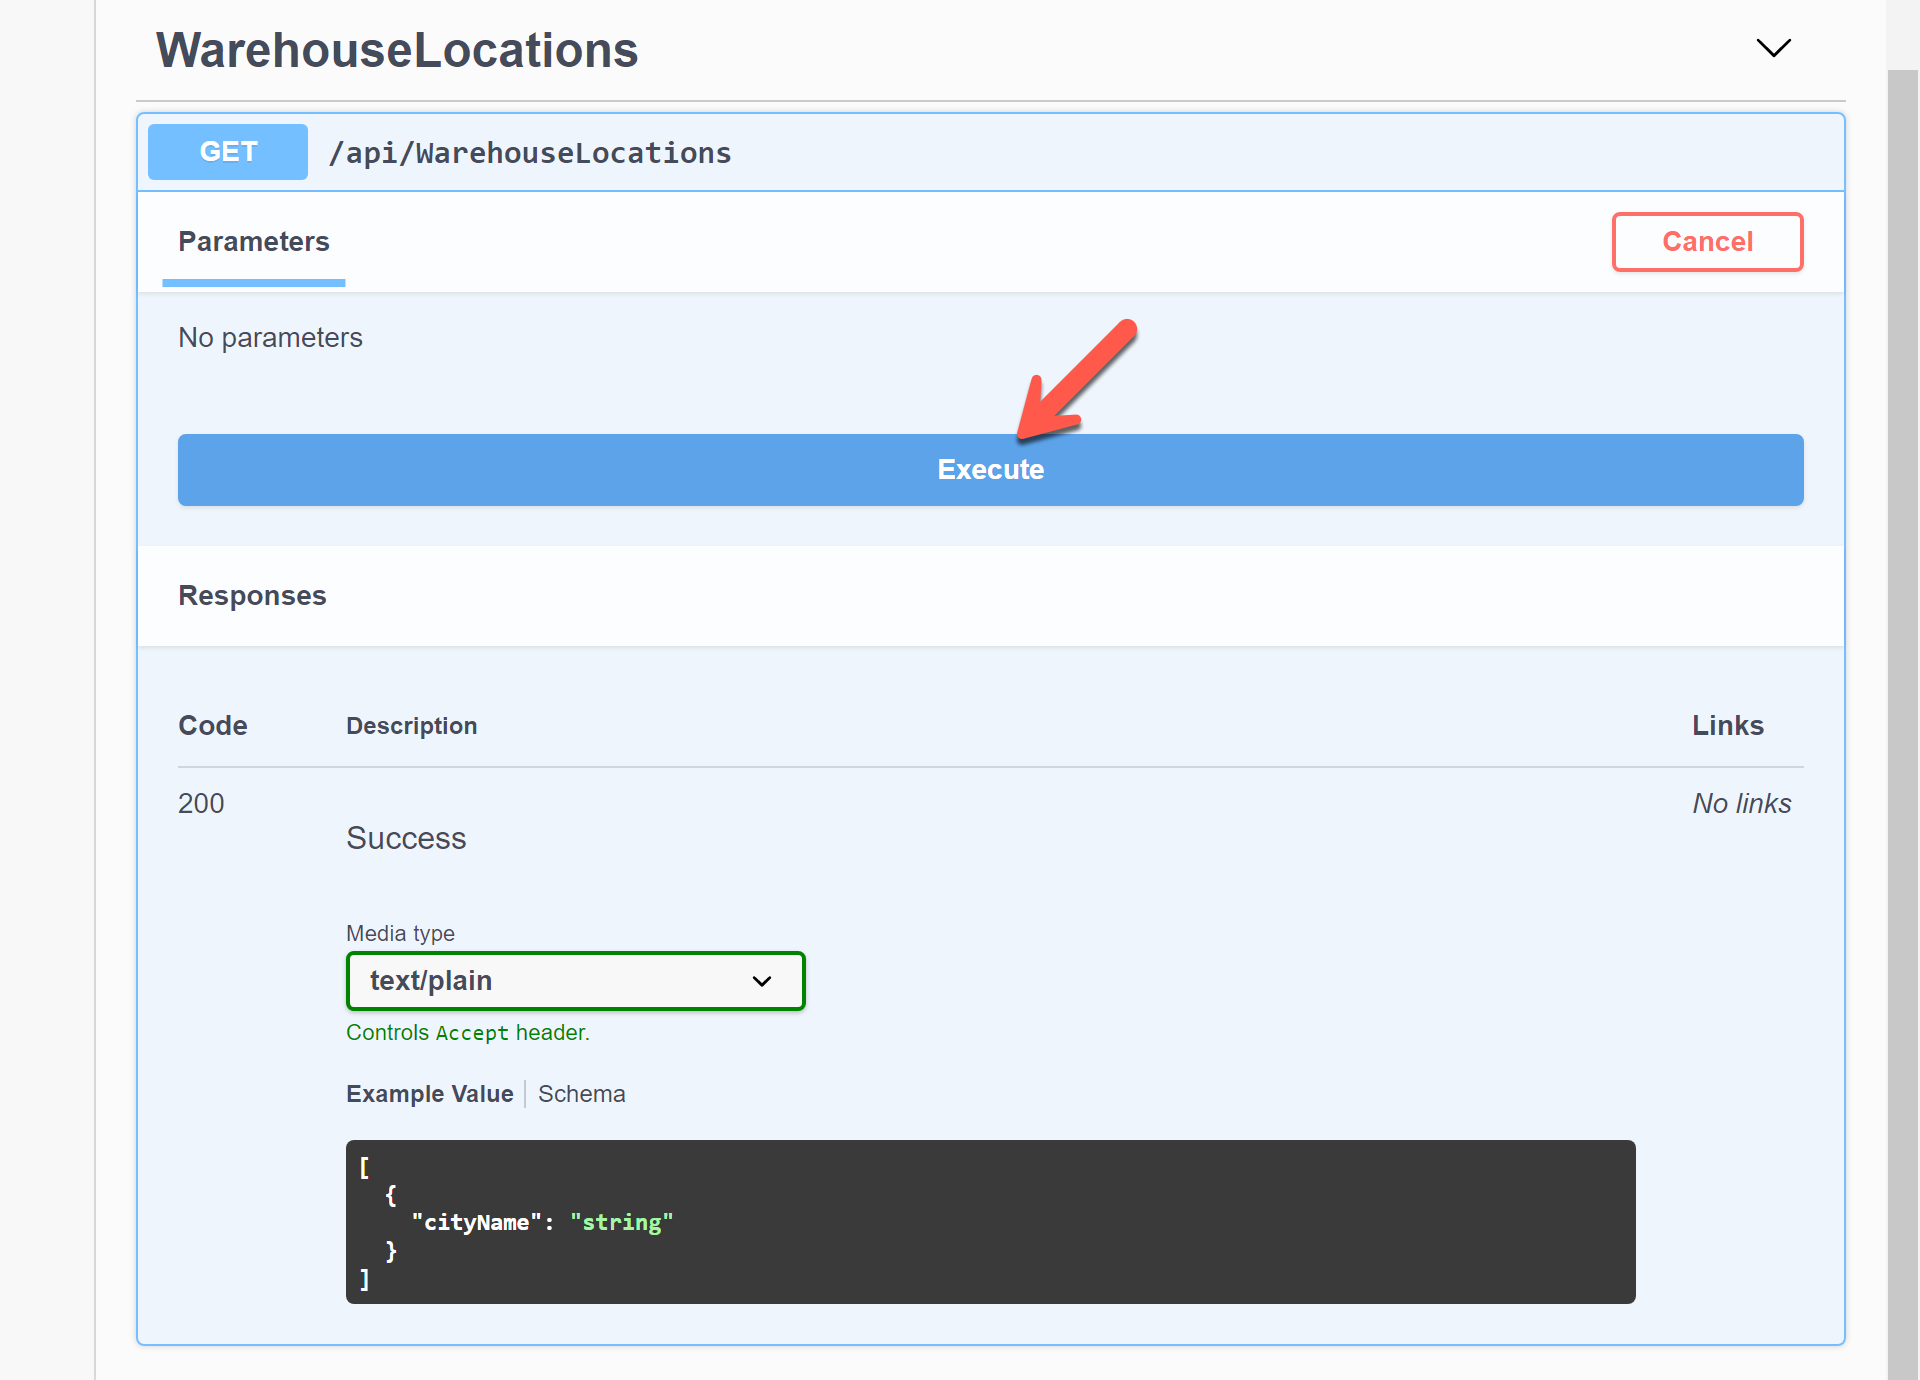 WarehouseLocations
GET /api/WarehouseLocations
Parameters Cancel
No parameters
Execute
Responses
Code Description Links
200 No links
Success
Media type
text/plain
Controls Accept header.
Example Value Schema
[
{
"cityName": "string"
}
]